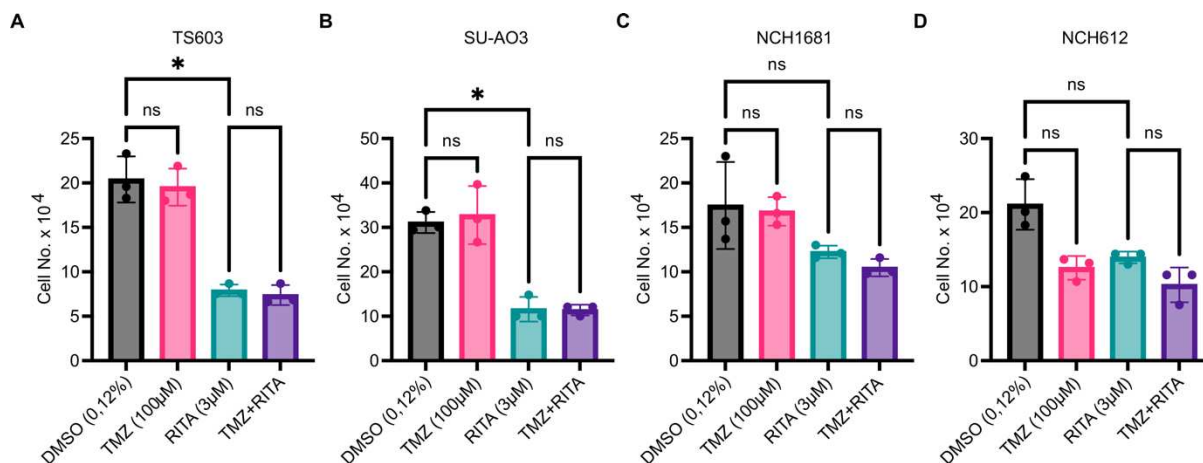 A
TS603
*
ns
ns
Cell No. x 10⁴
25
20
15
10
5
0
DMSO (0,12%)
TMZ (100µM)
RITA (3µM)
TMZ+RITA
B
SU-AO3
*
ns
ns
Cell No. x 10⁴
50
40
30
20
10
0
DMSO (0,12%)
TMZ (100µM)
RITA (3µM)
TMZ+RITA
C
NCH1681
ns
ns
ns
Cell No. x 10⁴
25
20
15
10
5
0
DMSO (0,12%)
TMZ (100µM)
RITA (3µM)
TMZ+RITA
D
NCH612
ns
ns
ns
Cell No. x 10⁴
30
20
10
0
DMSO (0,12%)
TMZ (100µM)
RITA (3µM)
TMZ+RITA